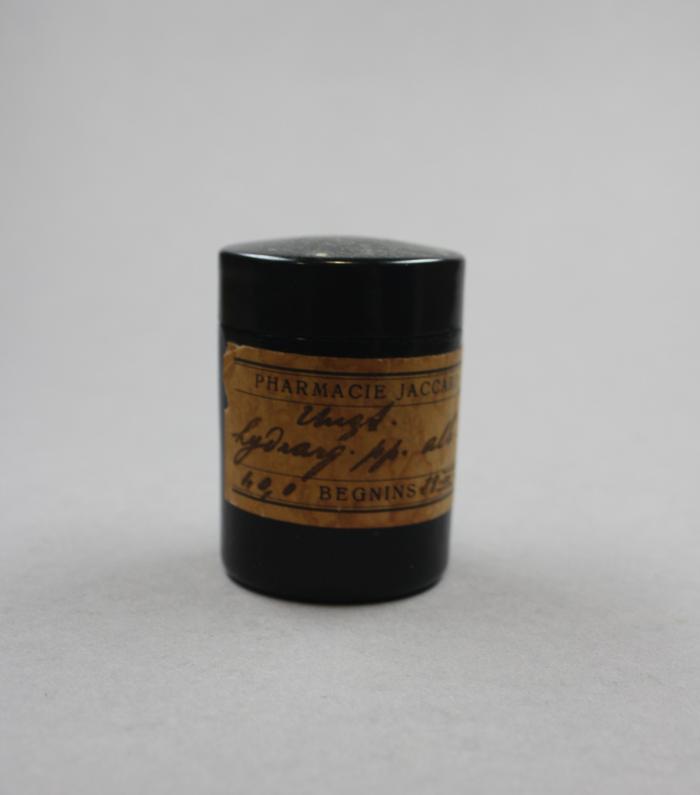 PHARMACIE JACCAR
Ungt.
hydrarg. pp. alb
40,0 BEGNINS